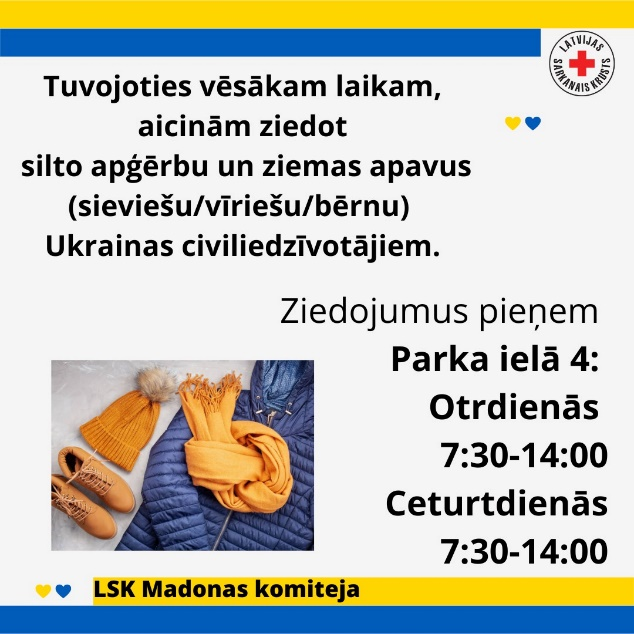 LATVIJAS
SARKANAIS KRUSTS
Tuvojoties vēsākam laikam,
aicinām ziedot
silto apģērbu un ziemas apavus
(sieviešu/vīriešu/bērnu)
Ukrainas civiliedzīvotājiem.
Ziedojumus pieņem
Parka ielā 4:
Otrdienās
7:30-14:00
Ceturtdienās
7:30-14:00
LSK Madonas komiteja